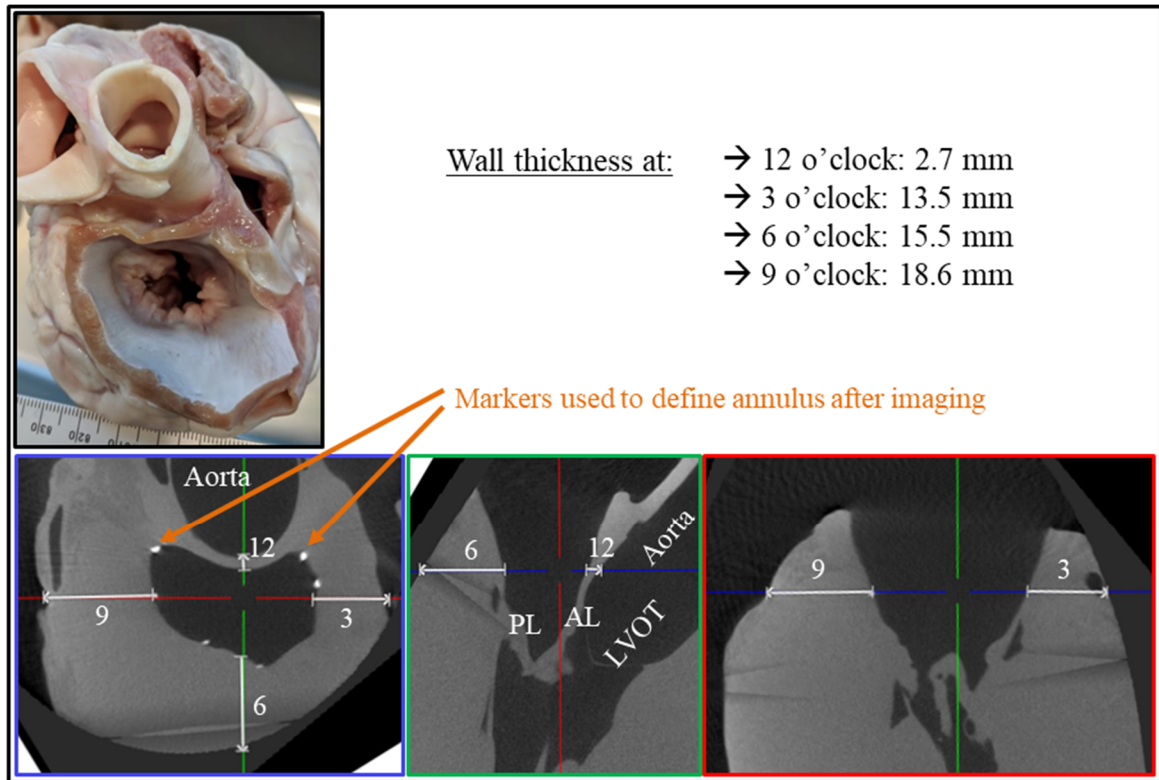 Wall thickness at:
→ 12 o’clock: 2.7 mm
→ 3 o’clock: 13.5 mm
→ 6 o’clock: 15.5 mm
→ 9 o’clock: 18.6 mm
Markers used to define annulus after imaging
Aorta
12
9
3
6
6
12
Aorta
PL
AL
LVOT
9
3